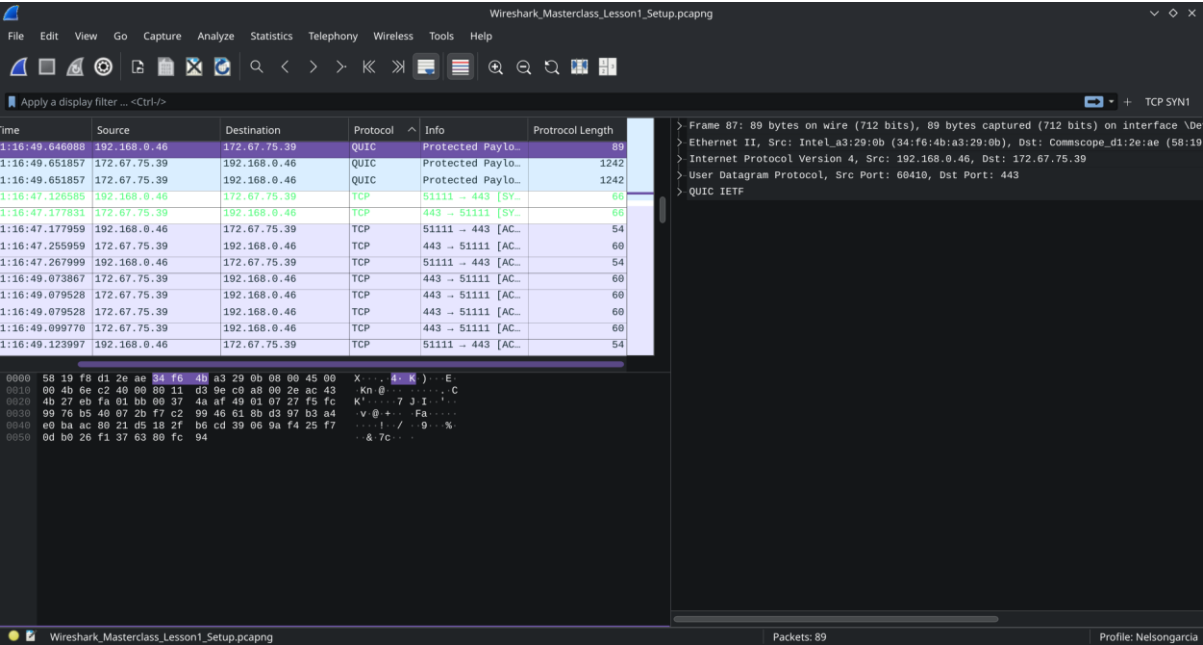 Wireshark_Masterclass_Lesson1_Setup.pcapng
File Edit View Go Capture Analyze Statistics Telephony Wireless Tools Help
Apply a display filter ... <Ctrl-/> TCP SYN1
ime Source Destination Protocol Info Protrocol Length
1:16:49.646088 192.168.0.46 172.67.75.39 QUIC Protected Paylo... 89
1:16:49.651857 192.168.0.46 172.67.75.39 QUIC Protected Paylo... 1242
1:16:49.651857 172.67.75.39 192.168.0.46 QUIC Protected Paylo... 1242
1:16:47.126585 192.168.0.46 172.67.75.39 TCP 51111 → 443 [SY... 66
1:16:47.177831 172.67.75.39 192.168.0.46 TCP 443 → 51111 [SY... 66
1:16:47.177959 192.168.0.46 172.67.75.39 TCP 51111 → 443 [AC... 54
1:16:47.255959 172.67.75.39 192.168.0.46 TCP 443 → 51111 [AC... 60
1:16:47.267999 192.168.0.46 172.67.75.39 TCP 51111 → 443 [AC... 54
1:16:49.073867 172.67.75.39 192.168.0.46 TCP 443 → 51111 [AC... 60
1:16:49.079528 172.67.75.39 192.168.0.46 TCP 443 → 51111 [AC... 60
1:16:49.079528 172.67.75.39 192.168.0.46 TCP 443 → 51111 [AC... 60
1:16:49.099770 172.67.75.39 192.168.0.46 TCP 443 → 51111 [AC... 60
1:16:49.123997 192.168.0.46 172.67.75.39 TCP 51111 → 443 [AC... 54
Frame 87: 89 bytes on wire (712 bits), 89 bytes captured (712 bits) on interface \De
Ethernet II, Src: Intel_a3:29:0b (34:f6:4b:a3:29:0b), Dst: Commscope_d1:2e:ae (58:19
Internet Protocol Version 4, Src: 192.168.0.46, Dst: 172.67.75.39
User Datagram Protocol, Src Port: 60410, Dst Port: 443
QUIC IETF
0000 58 19 f8 d1 2e ae 34 f6 4b a3 29 0b 08 00 45 00 X···.·4·K·)···E·
0010 00 4b 6e c2 40 00 80 11 d3 9e c0 a8 00 2e ac 43 ·Kn·@········.·C
0020 4b 27 eb fa 01 bb 00 37 4a af 49 01 07 27 f5 fc K'·····7 J·I··'··
0030 99 76 b5 40 07 2b f7 c2 99 46 61 8b d3 97 b3 a4 ·v·@·+···Fa·····
0040 e0 ba ac 80 21 d5 18 2f b6 cd 39 06 9a f4 25 f7 ····!··/··9···%·
0050 0d b0 26 f1 37 63 80 fc 94 ··&·7c···
Wireshark_Masterclass_Lesson1_Setup.pcapng Packets: 89 Profile: Nelsongarcia